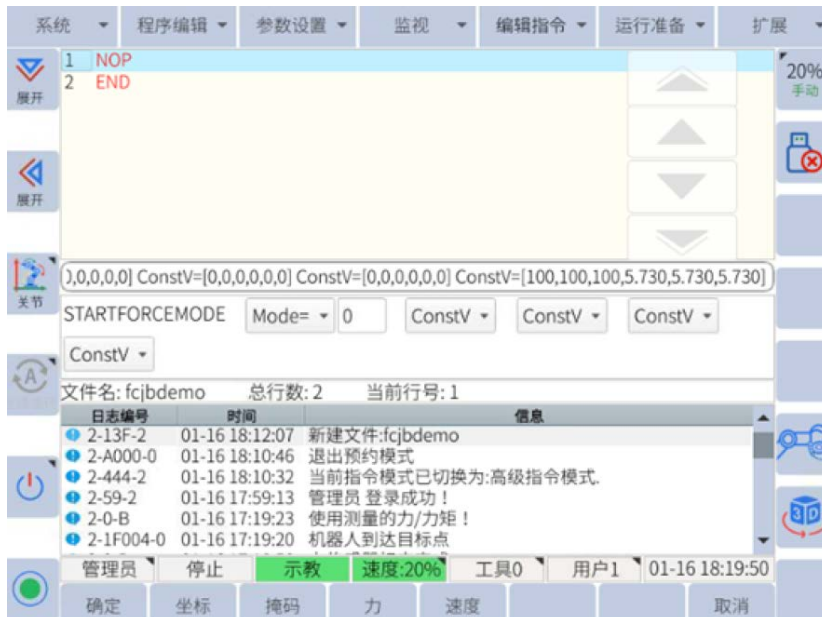 系统 程序编辑 参数设置 监视 编辑指令 运行准备 扩展
展开
1 NOP
2 END
20%
手动
展开
关节
),0,0,0,0] ConstV=[0,0,0,0,0,0] ConstV=[0,0,0,0,0,0] ConstV=[100,100,100,5.730,5.730,5.730]
STARTFORCEMODE Mode= 0 ConstV ConstV ConstV
ConstV
A
文件名: fcjbdemo 总行数: 2 当前行号: 1
日志编号 时间 信息
2-13F-2 01-16 18:12:07 新建文件:fcjbdemo
2-A000-0 01-16 18:10:46 退出预约模式
2-444-2 01-16 18:10:32 当前指令模式已切换为:高级指令模式.
2-59-2 01-16 17:59:13 管理员 登录成功！
2-0-B 01-16 17:19:23 使用测量的力/力矩！
2-1F004-0 01-16 17:19:20 机器人到达目标点
3D
管理员 停止 示教 速度:20% 工具0 用户1 01-16 18:19:50
确定 坐标 掩码 力 速度 取消